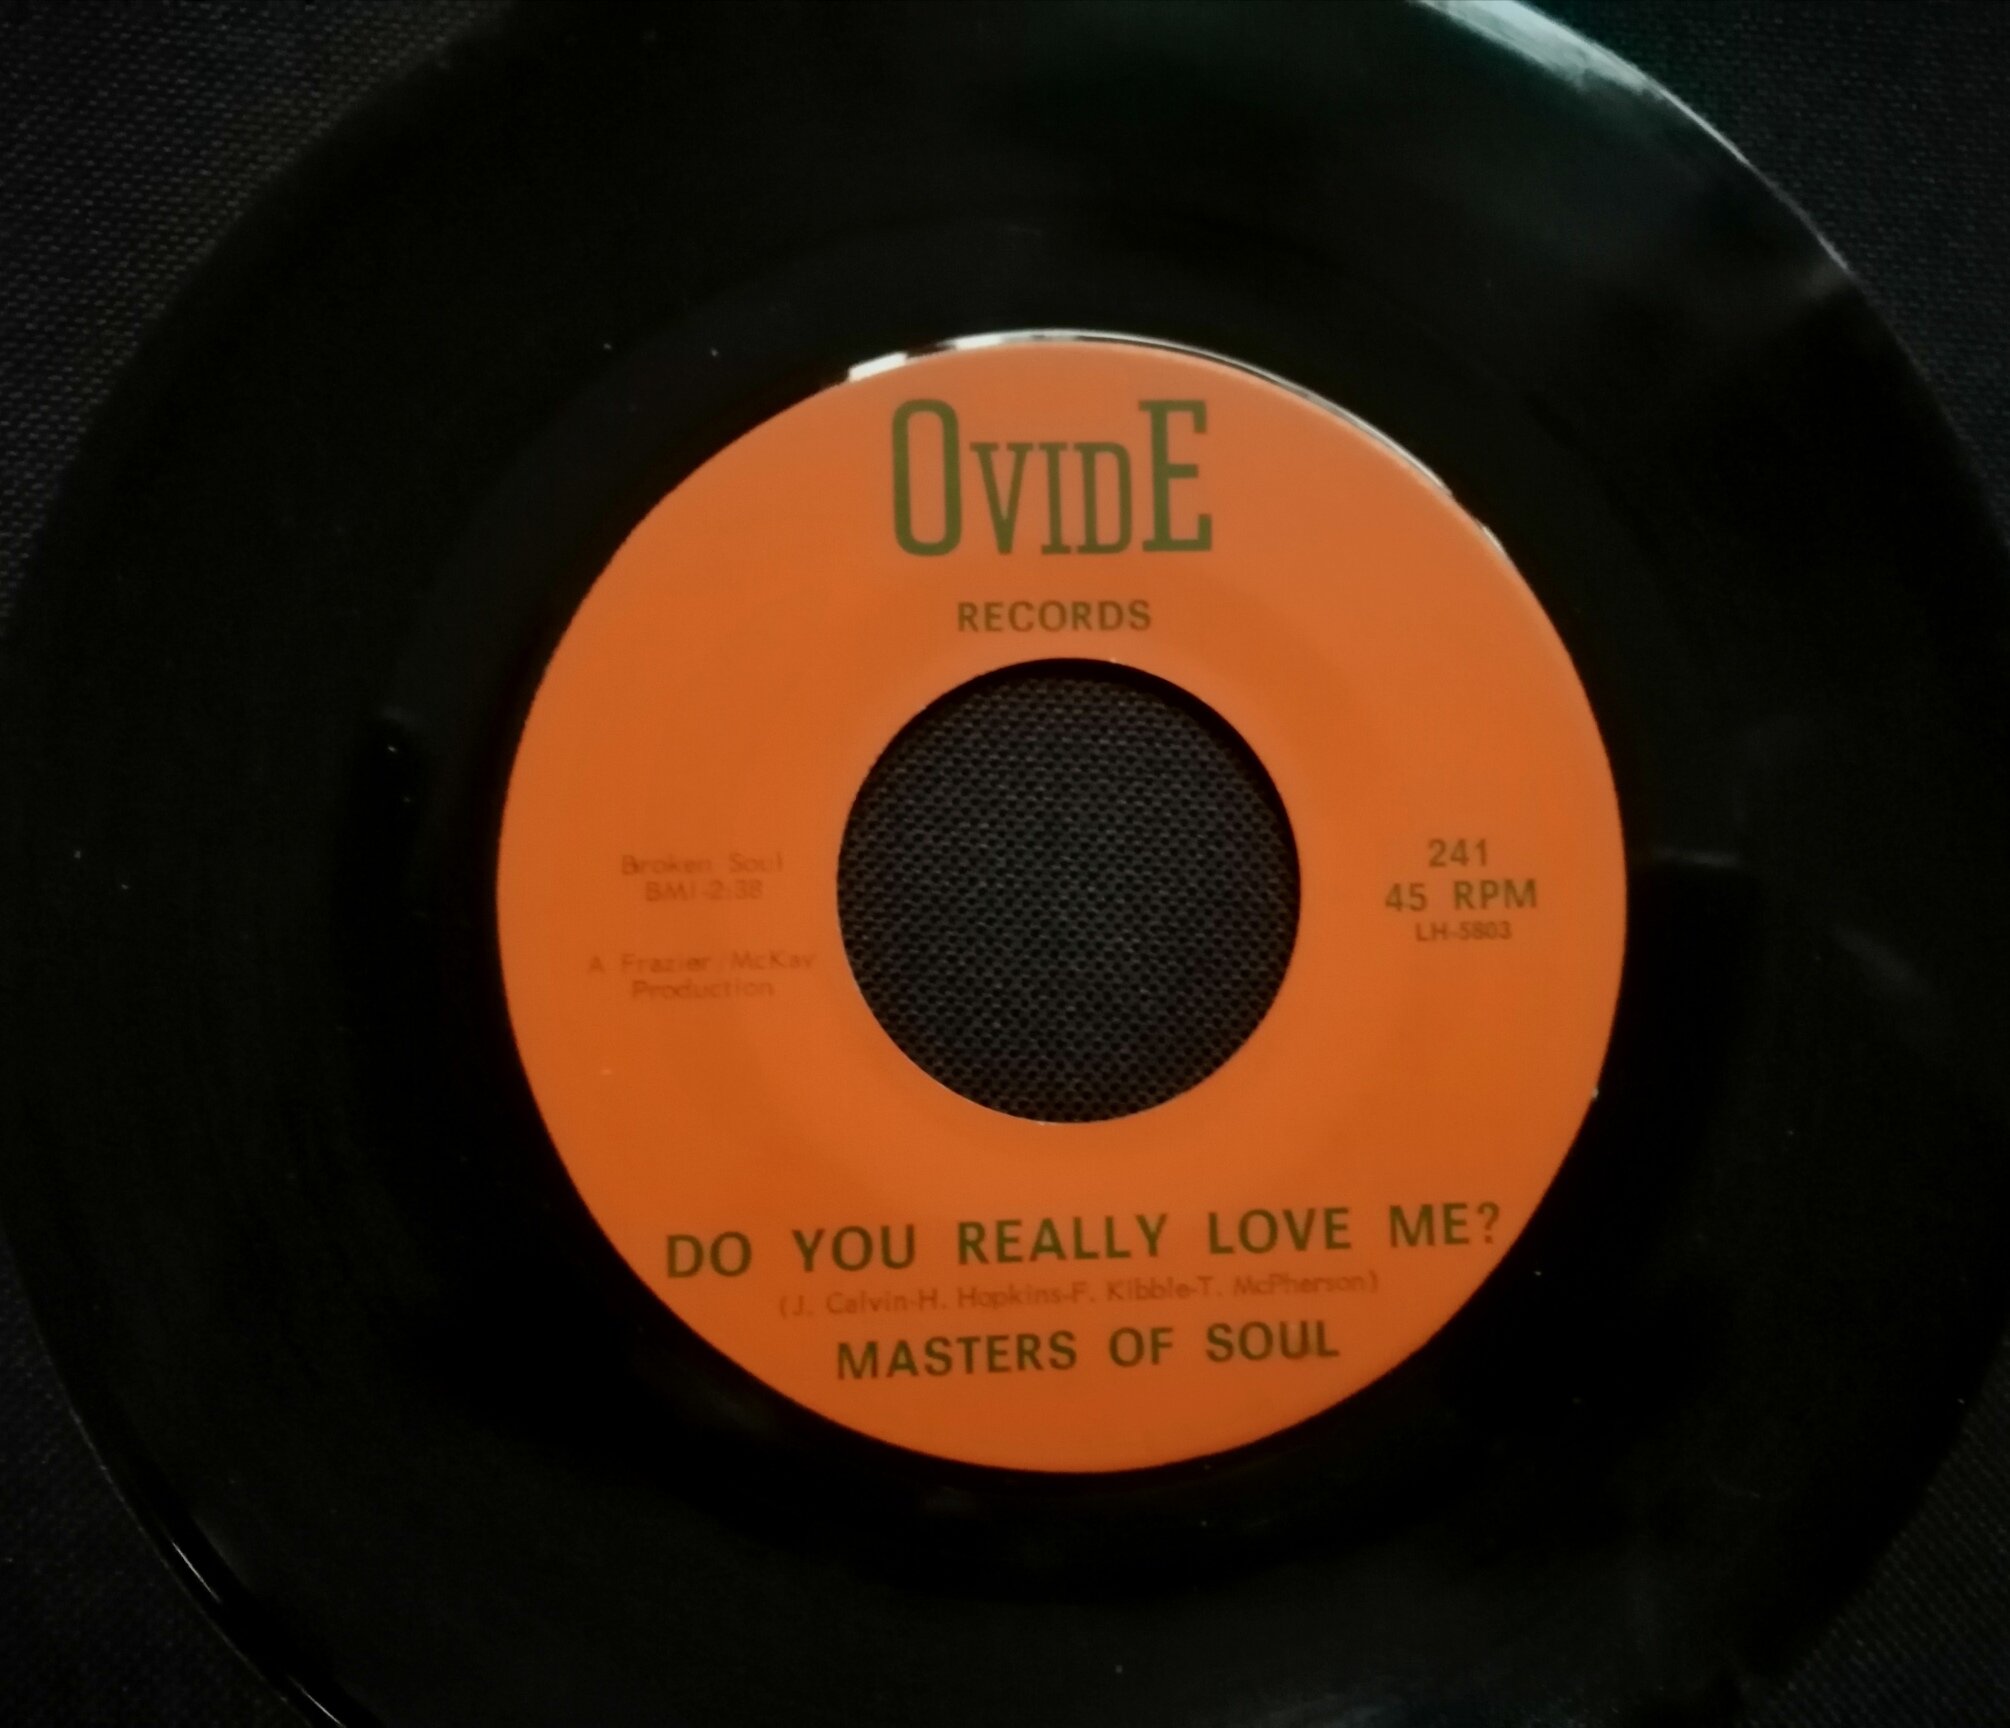 OVIDE
RECORDS
Broken Soul
BMI-2:38
A Frazier/McKay
Production
241
45 RPM
LH-5803
DO YOU REALLY LOVE ME?
(J. Calvin-H. Hopkins-F. Kibble-T. McPherson)
MASTERS OF SOUL